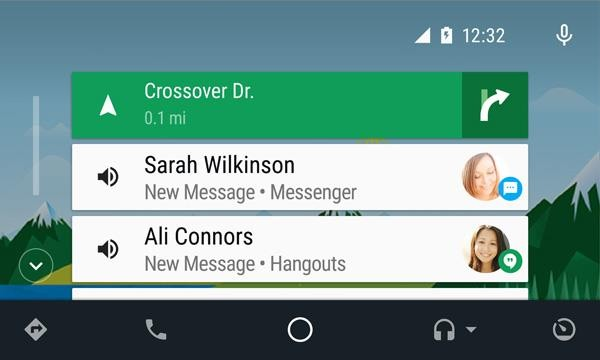 12:32
Crossover Dr.
0.1 mi
Sarah Wilkinson
New Message • Messenger
Ali Connors
New Message • Hangouts